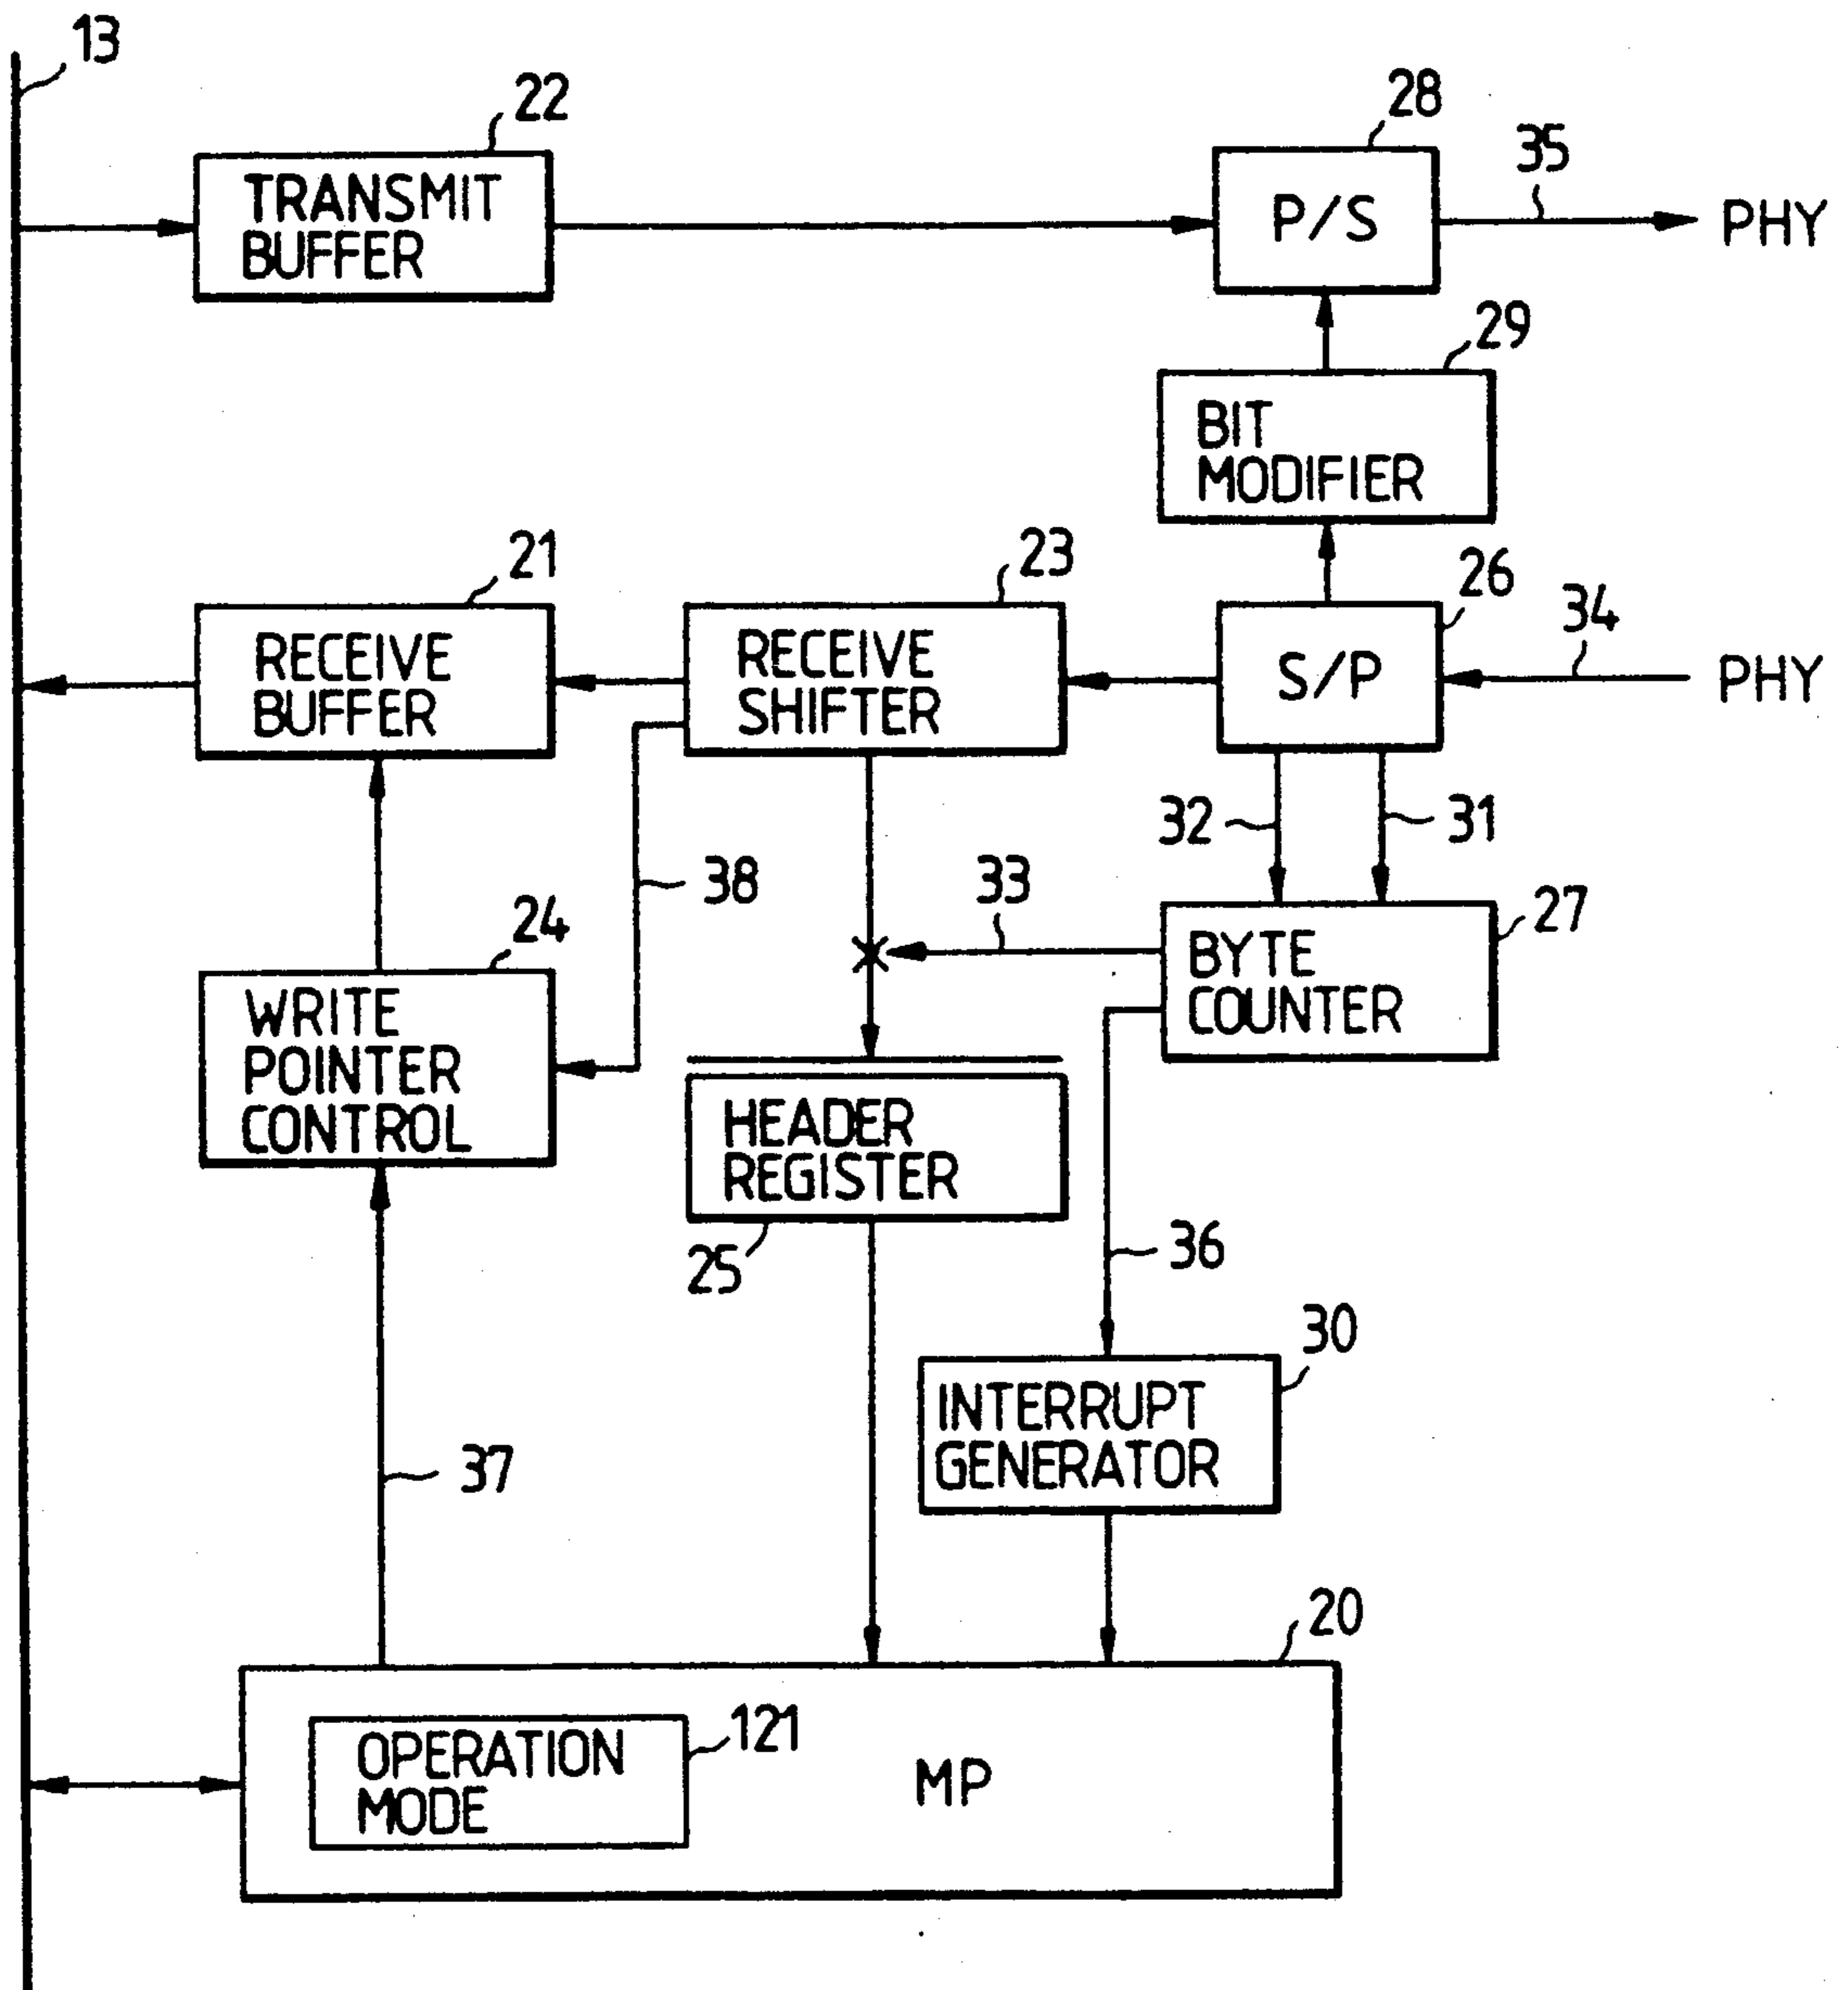 13
22
28
35
TRANSMIT
BUFFER
P/S
PHY
29
BIT
MODIFIER
21
23
26
34
RECEIVE
BUFFER
RECEIVE
SHIFTER
S/P
PHY
32
31
38
33
27
24
BYTE
COUNTER
WRITE
POINTER
CONTROL
HEADER
REGISTER
25
36
30
INTERRUPT
GENERATOR
37
20
121
OPERATION
MODE
MP